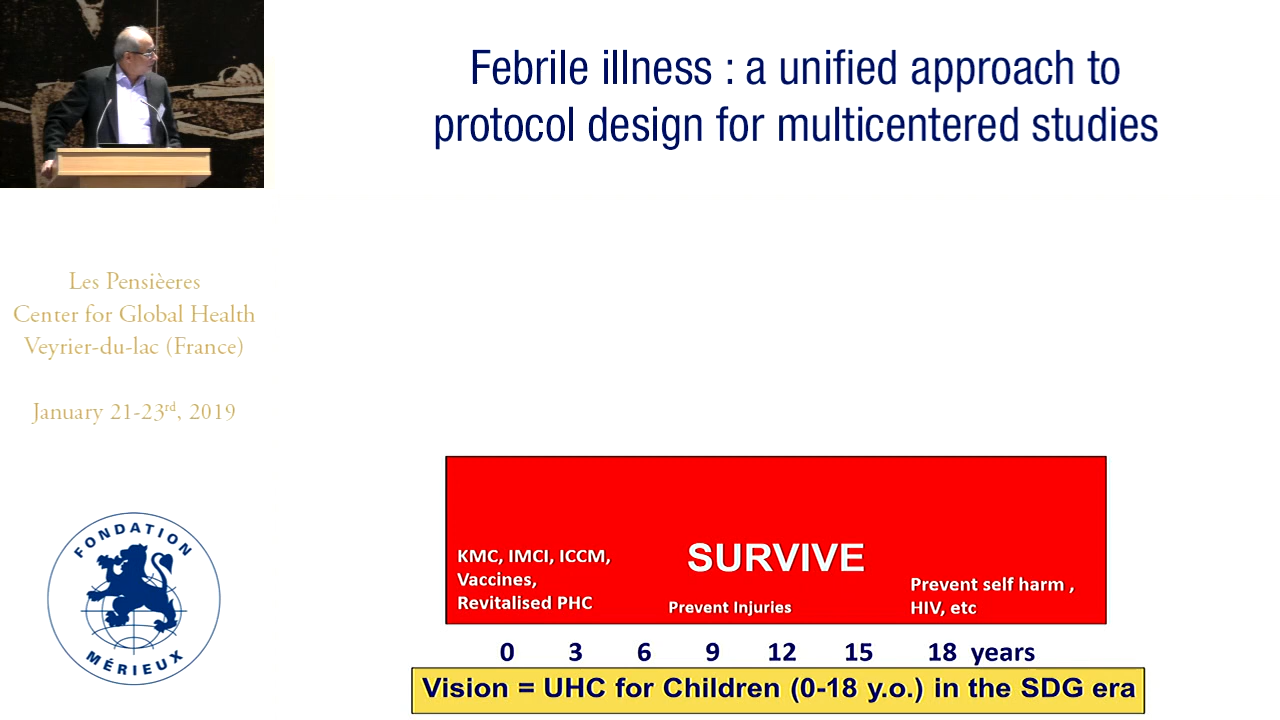 Febrile illness : a unified approach to
protocol design for multicentered studies
Les Pensièeres
Center for Global Health
Veyrier-du-lac (France)
January 21-23rd, 2019
FONDATION
MÉRIEUX
KMC, IMCI, ICCM,
Vaccines,
Revitalised PHC
SURVIVE
Prevent Injuries
Prevent self harm ,
HIV, etc
0 3 6 9 12 15 18 years
Vision = UHC for Children (0-18 y.o.) in the SDG era